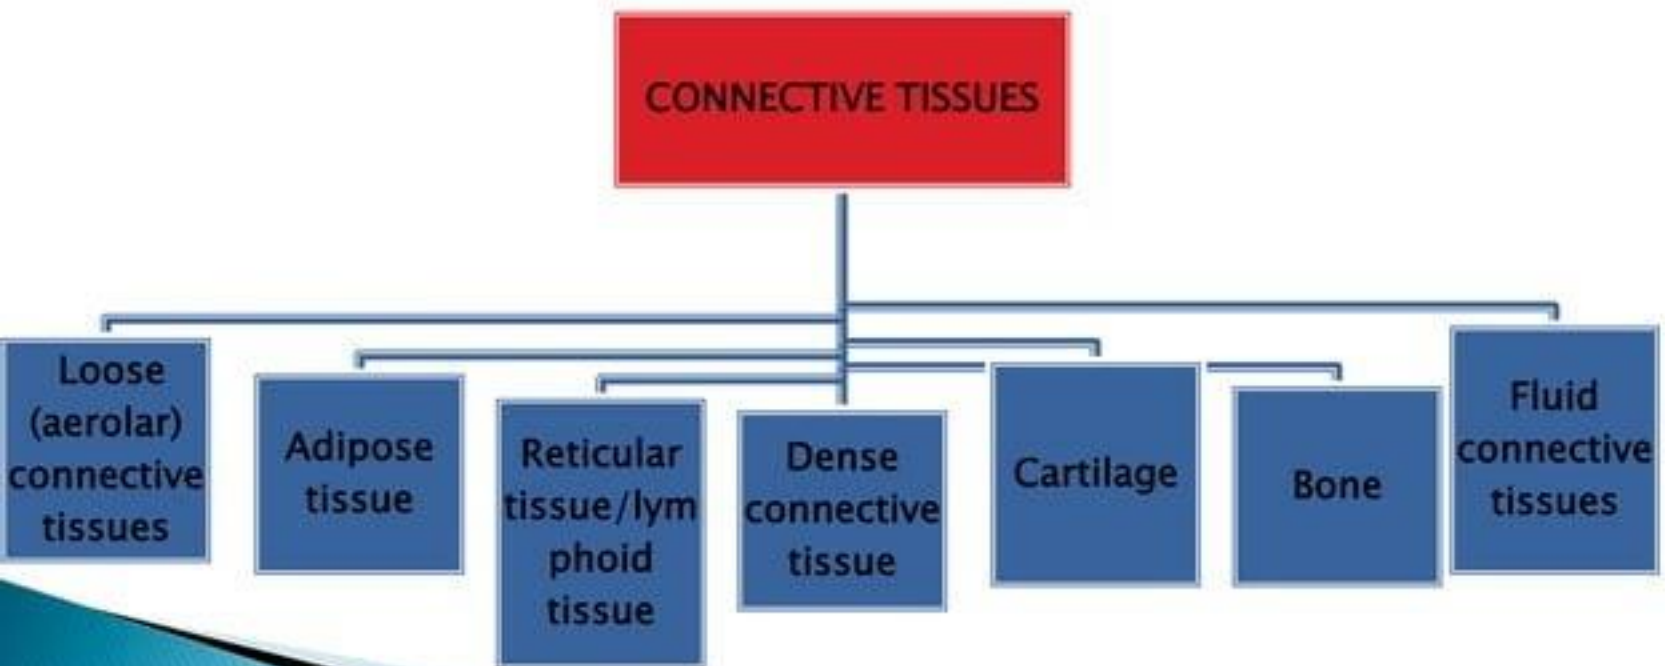 CONNECTIVE TISSUES
Loose
(aerolar)
connective
tissues
Adipose
tissue
Reticular
tissue/lym
phoid
tissue
Dense
connective
tissue
Cartilage
Bone
Fluid
connective
tissues